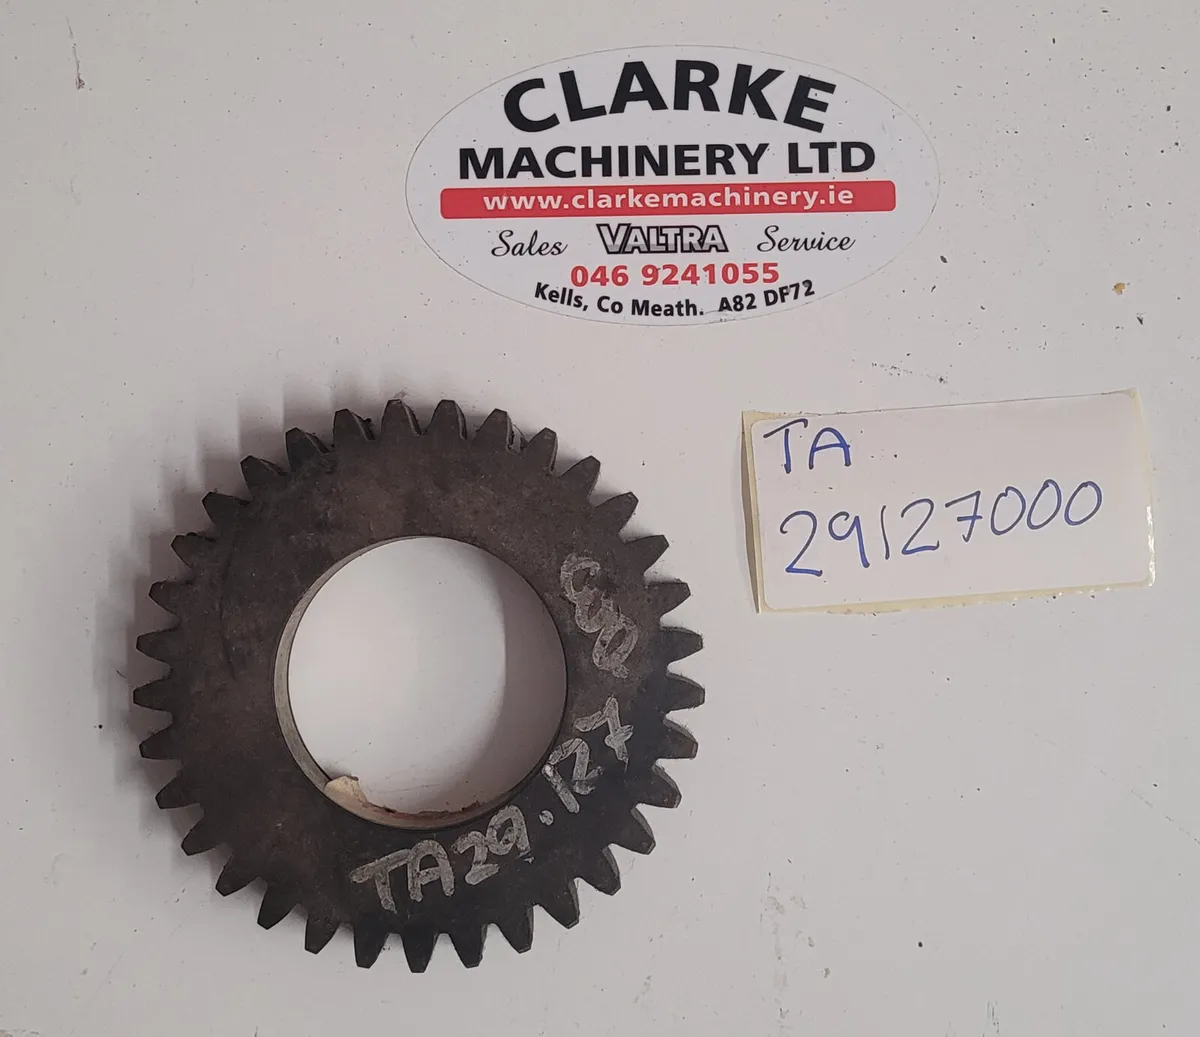 CLARKE
MACHINERY LTD
www.clarkemachinery.ie
Sales VALTRA Service
046 9241055
Kells, Co Meath. A82 DF72
TA
29127000
TA29.127
000